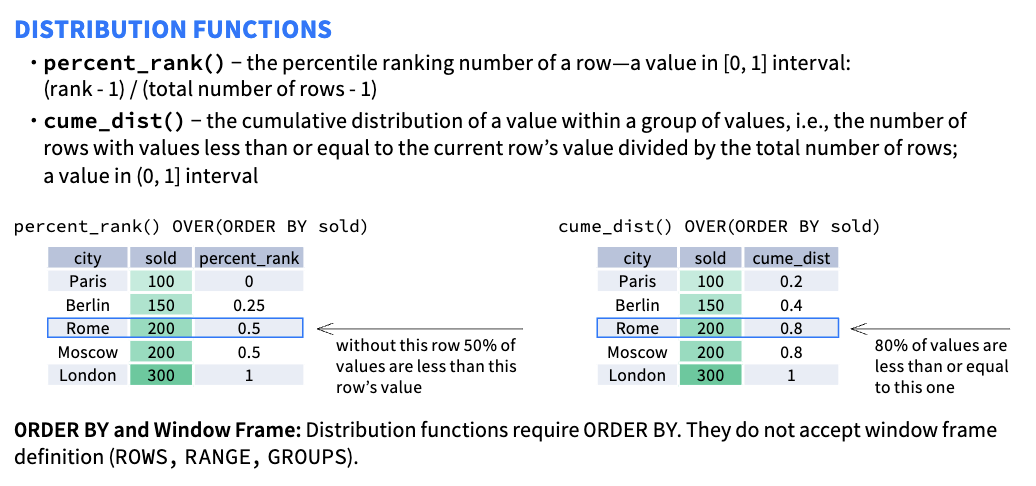 DISTRIBUTION FUNCTIONS
• percent_rank() – the percentile ranking number of a row—a value in [0, 1] interval:
(rank - 1) / (total number of rows - 1)
• cume_dist() – the cumulative distribution of a value within a group of values, i.e., the number of
rows with values less than or equal to the current row’s value divided by the total number of rows;
a value in (0, 1] interval
percent_rank() OVER(ORDER BY sold)
city sold percent_rank
Paris 100 0
Berlin 150 0.25
Rome 200 0.5
Moscow 200 0.5
London 300 1
without this row 50% of
values are less than this
row’s value
cume_dist() OVER(ORDER BY sold)
city sold cume_dist
Paris 100 0.2
Berlin 150 0.4
Rome 200 0.8
Moscow 200 0.8
London 300 1
80% of values are
less than or equal
to this one
ORDER BY and Window Frame: Distribution functions require ORDER BY. They do not accept window frame
definition (ROWS, RANGE, GROUPS).